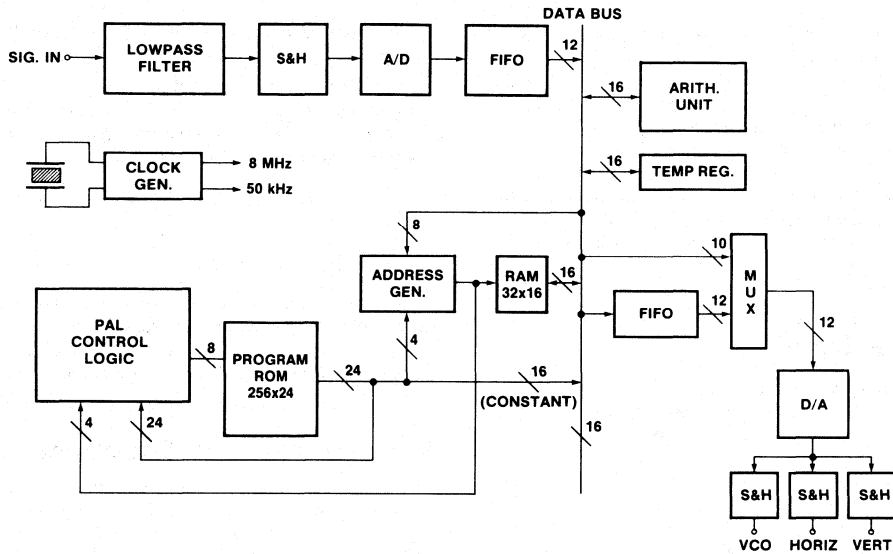 DATA BUS
SIG. IN
LOWPASS
FILTER
S&H
A/D
FIFO
12
16
ARITH.
UNIT
CLOCK
GEN.
8 MHz
50 kHz
16
TEMP REG.
8
ADDRESS
GEN.
RAM
32x16
16
10
FIFO
12
MUX
12
PAL
CONTROL
LOGIC
8
PROGRAM
ROM
256x24
24
4
16
(CONSTANT)
4
24
16
D/A
S&H
S&H
S&H
VCO
HORIZ
VERT